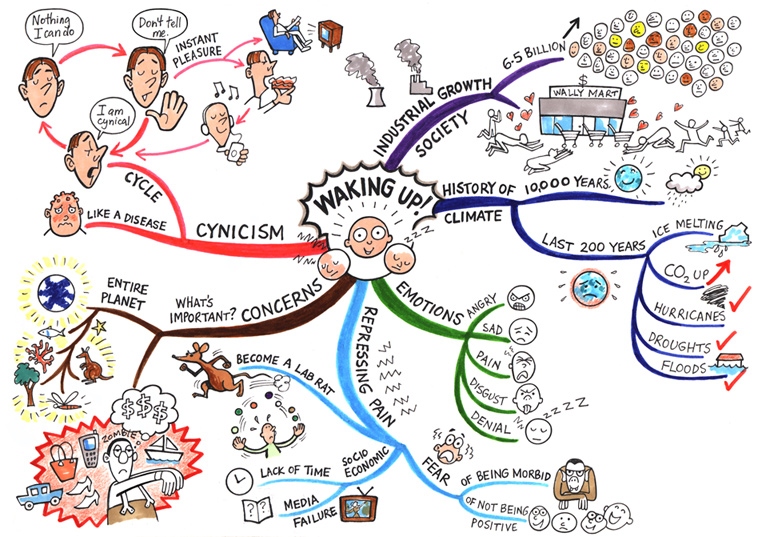 WAKING UP!
NNNN
ZZZ
INDUSTRIAL GROWTH
SOCIETY
6.5 BILLION
$
WALLY MART
HISTORY OF
CLIMATE
10,000 YEARS
LAST 200 YEARS
ICE MELTING
CO2 UP
HURRICANES
DROUGHTS
FLOODS
EMOTIONS
ANGRY
SAD
PAIN
DISGUST
DENIAL
ZZZZ
REPRESSING PAIN
BECOME A LAB RAT
SOCIO
ECONOMIC
LACK OF TIME
MEDIA
FAILURE
??
FEAR
OF BEING MORBID
OF NOT BEING
POSITIVE
CONCERNS
WHAT'S
IMPORTANT?
ENTIRE
PLANET
$$$
ZOMBIE
CYNICISM
LIKE A DISEASE
CYCLE
Nothing
I can do
Don't tell
me.
I am
cynical
INSTANT
PLEASURE